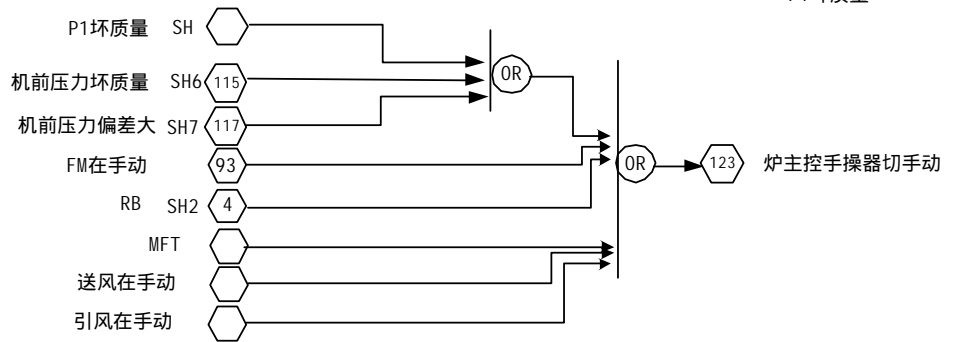 P1坏质量 SH
OR
机前压力坏质量 SH6 115
机前压力偏差大 SH7 117
FM在手动 93
OR 123 炉主控手操器切手动
RB SH2 4
MFT
送风在手动
引风在手动